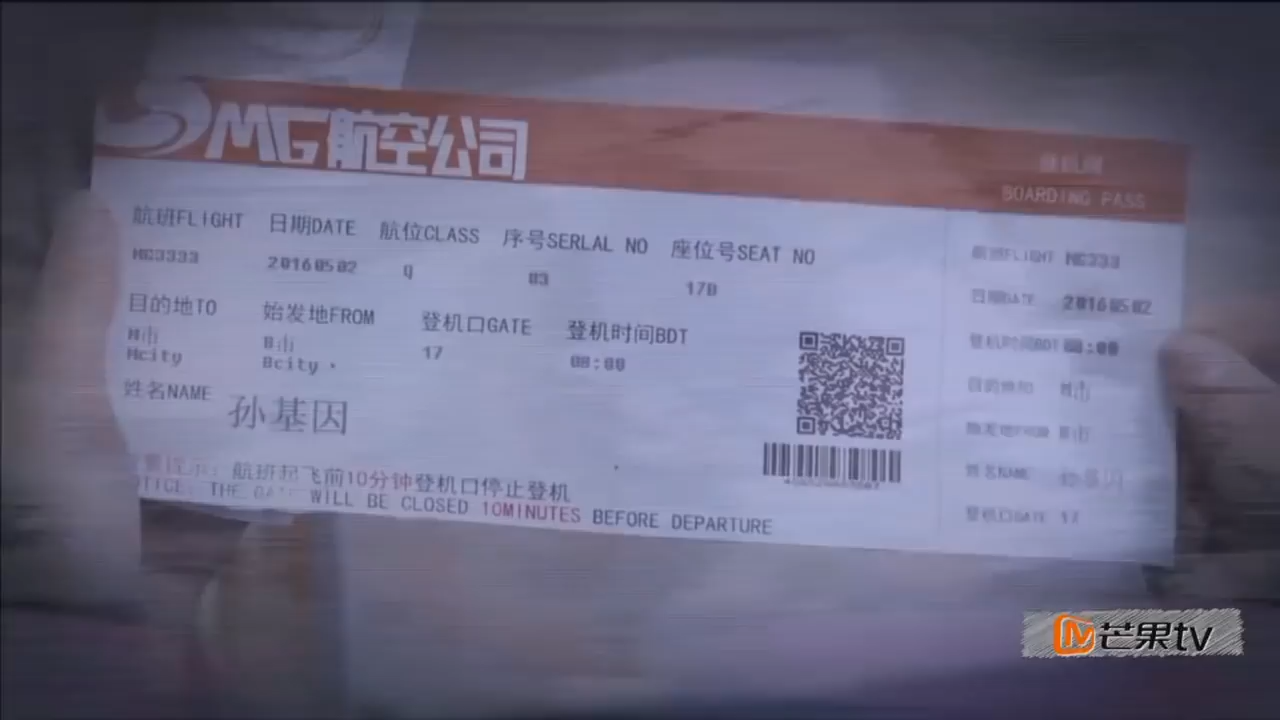 MG航空公司
登机牌
BOARDING PASS
航班FLIGHT 日期DATE 航位CLASS 序号SERLAL NO 座位号SEAT NO
MG3333 20160502 Q 03 17D
目的地TO 始发地FROM 登机口GATE 登机时间BDT
M市 B市 17 08:00
Mcity Bcity
姓名NAME 孙基因
航班起飞前10分钟登机口停止登机
THE GATE WILL BE CLOSED 10MINUTES BEFORE DEPARTURE
航班FLIGHT MG333
日期DATE 20160502
登机时间BDT 08:00
目的地TO M市
始发地FROM B市
姓名NAME 孙基因
登机口GATE 17
芒果tv